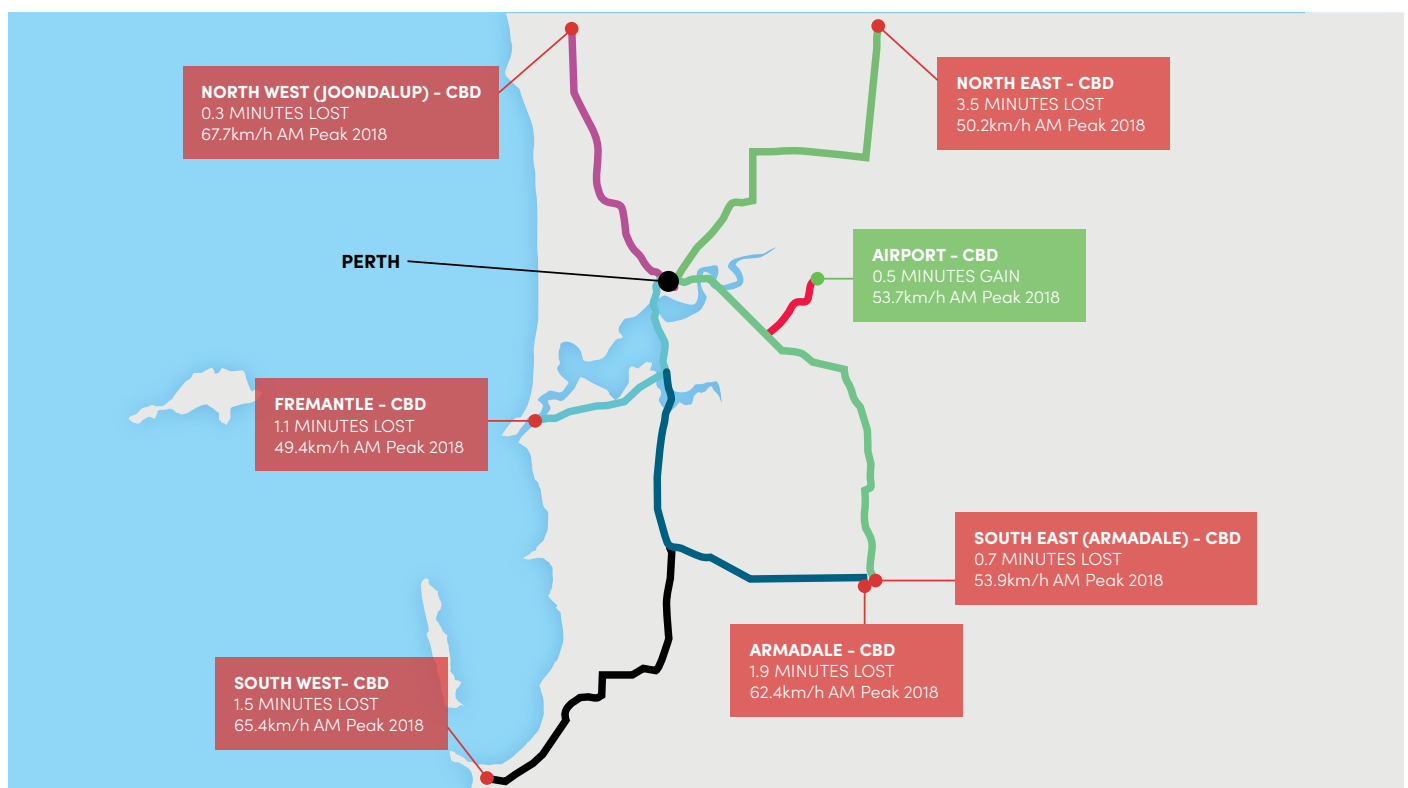 NORTH WEST (JOONDALUP) - CBD
0.3 MINUTES LOST
67.7km/h AM Peak 2018
NORTH EAST - CBD
3.5 MINUTES LOST
50.2km/h AM Peak 2018
PERTH
AIRPORT - CBD
0.5 MINUTES GAIN
53.7km/h AM Peak 2018
FREMANTLE - CBD
1.1 MINUTES LOST
49.4km/h AM Peak 2018
SOUTH EAST (ARMADALE) - CBD
0.7 MINUTES LOST
53.9km/h AM Peak 2018
ARMADALE - CBD
1.9 MINUTES LOST
62.4km/h AM Peak 2018
SOUTH WEST- CBD
1.5 MINUTES LOST
65.4km/h AM Peak 2018